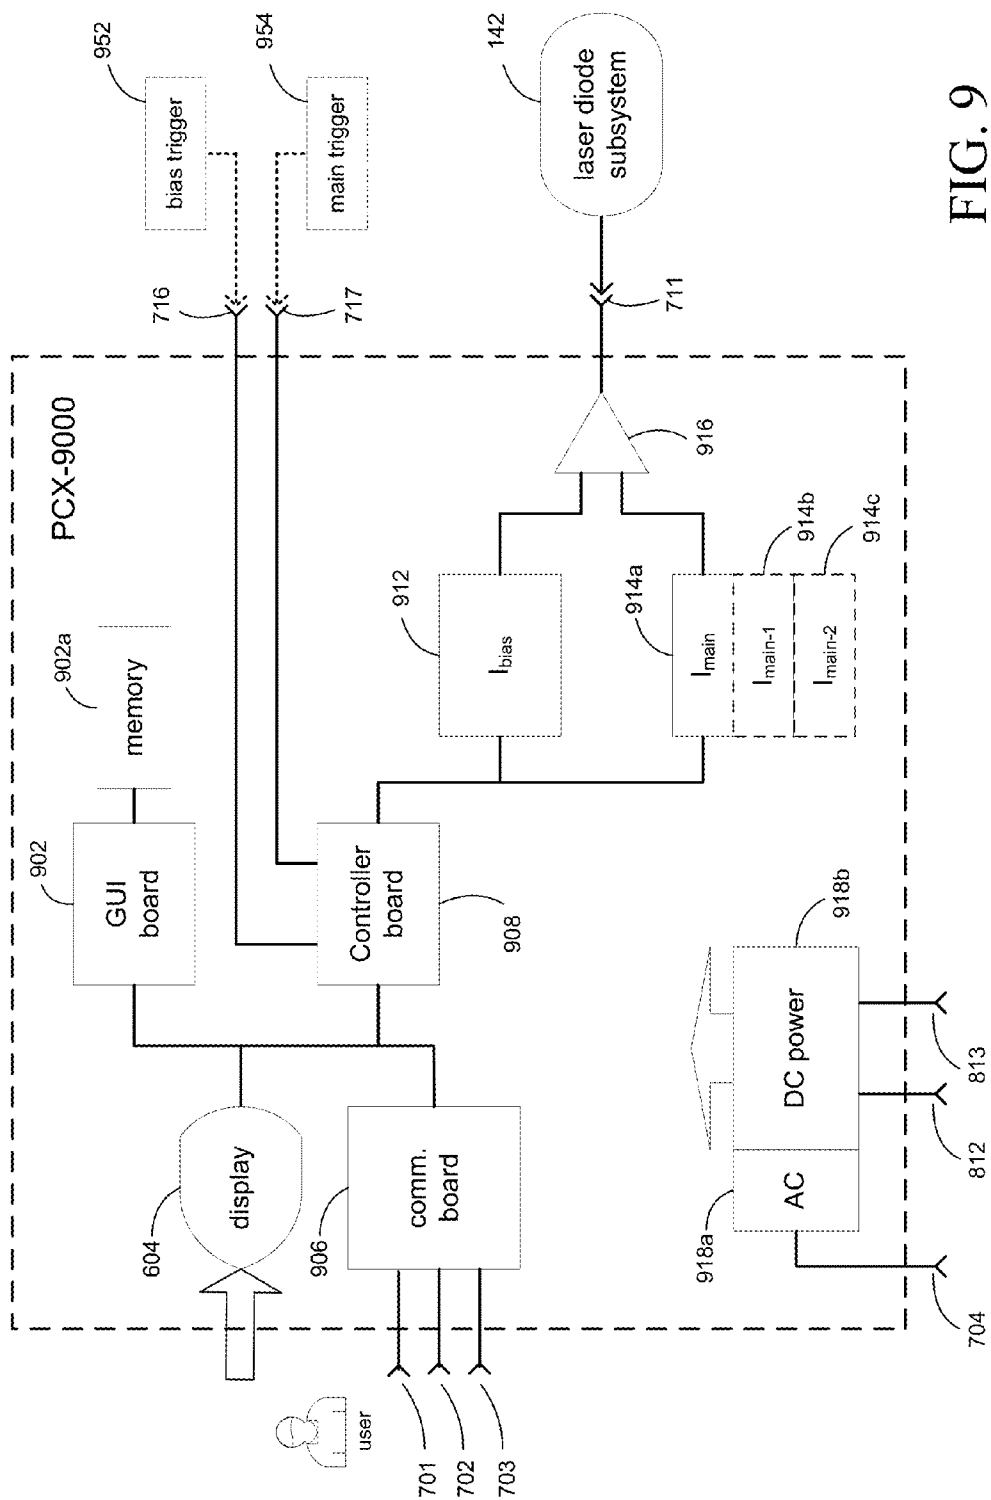 FIG. 9
PCX-9000
952
bias trigger
954
main trigger
142
laser diode
subsystem
716
717
711
902a
memory
902
GUI
board
908
Controller
board
912
Ibias
914a
Imain
914b
Imain-1
914c
Imain-2
916
604
display
906
comm.
board
user
701
702
703
918a
AC
918b
DC power
704
812
813